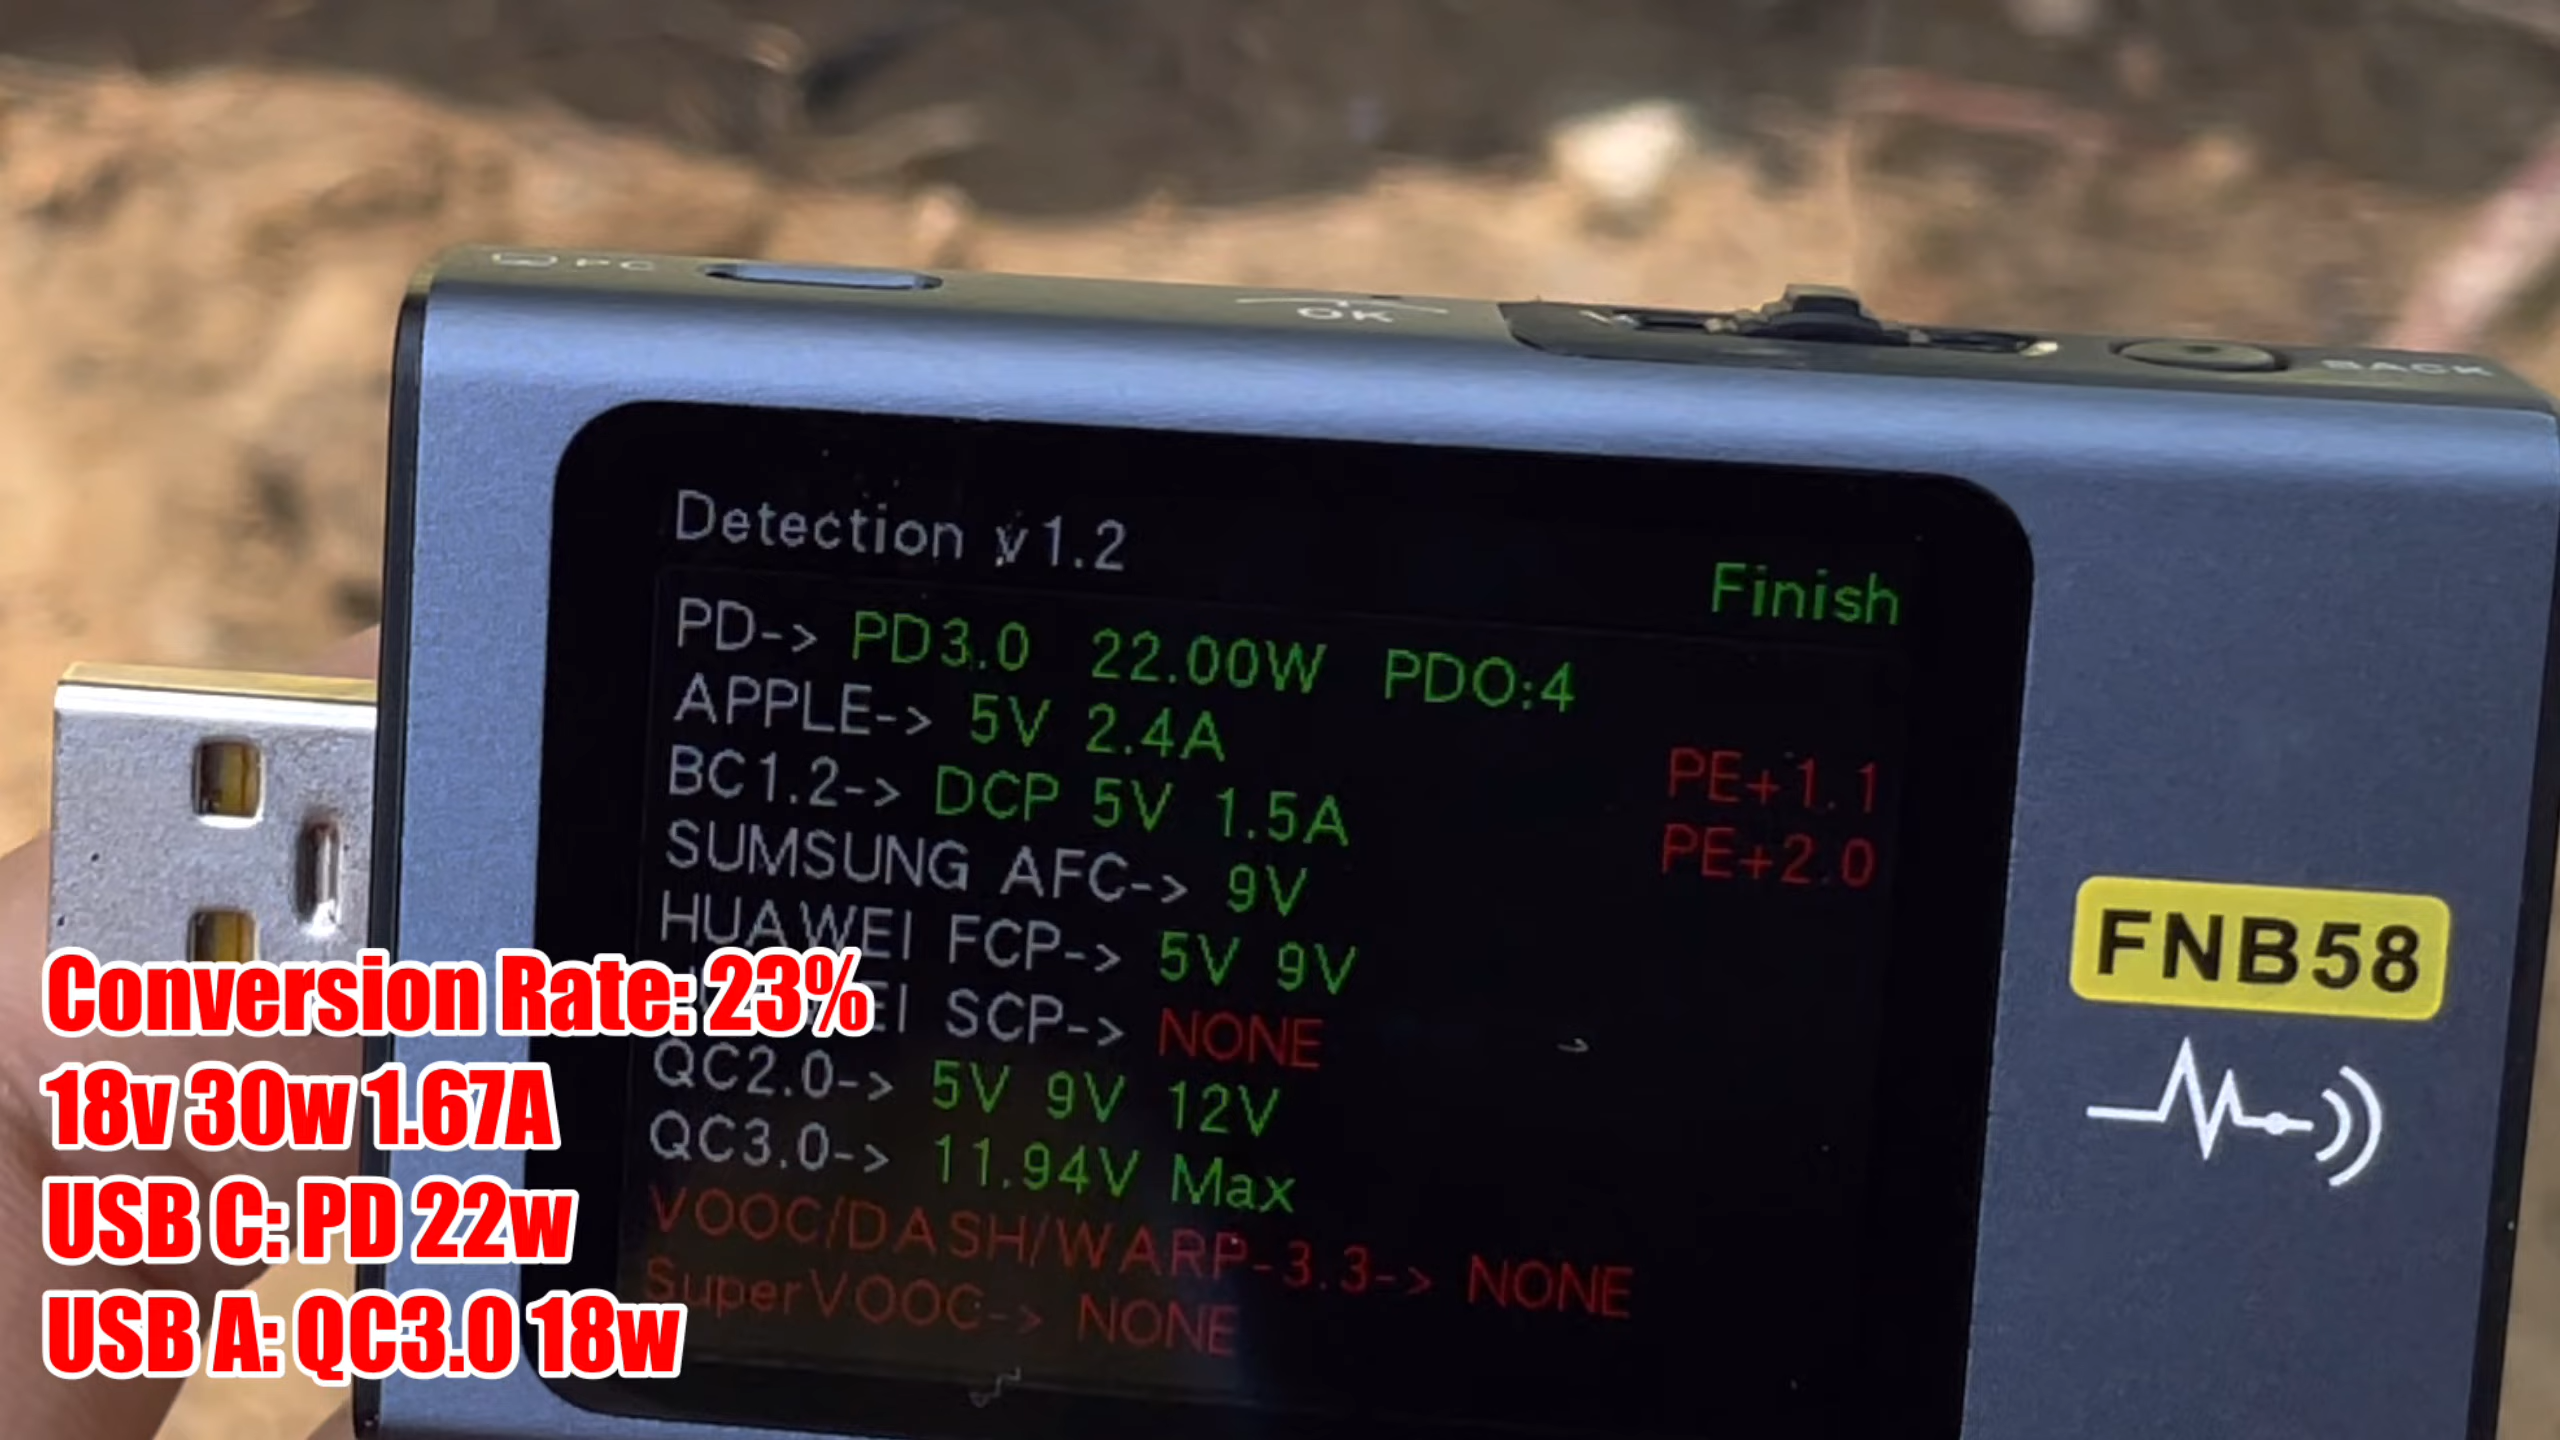 PC
OK
BACK
Detection v1.2
Finish
PD-> PD3.0 22.00W PDO:4
APPLE-> 5V 2.4A
PE+1.1
BC1.2-> DCP 5V 1.5A
PE+2.0
SUMSUNG AFC-> 9V
HUAWEI FCP-> 5V 9V
EI SCP-> NONE
QC2.0-> 5V 9V 12V
QC3.0-> 11.94V Max
VOOC/DASH/WARP-3.3-> NONE
SuperVOOC-> NONE
FNB58
Conversion Rate: 23%
18v 30w 1.67A
USB C: PD 22w
USB A: QC3.0 18w